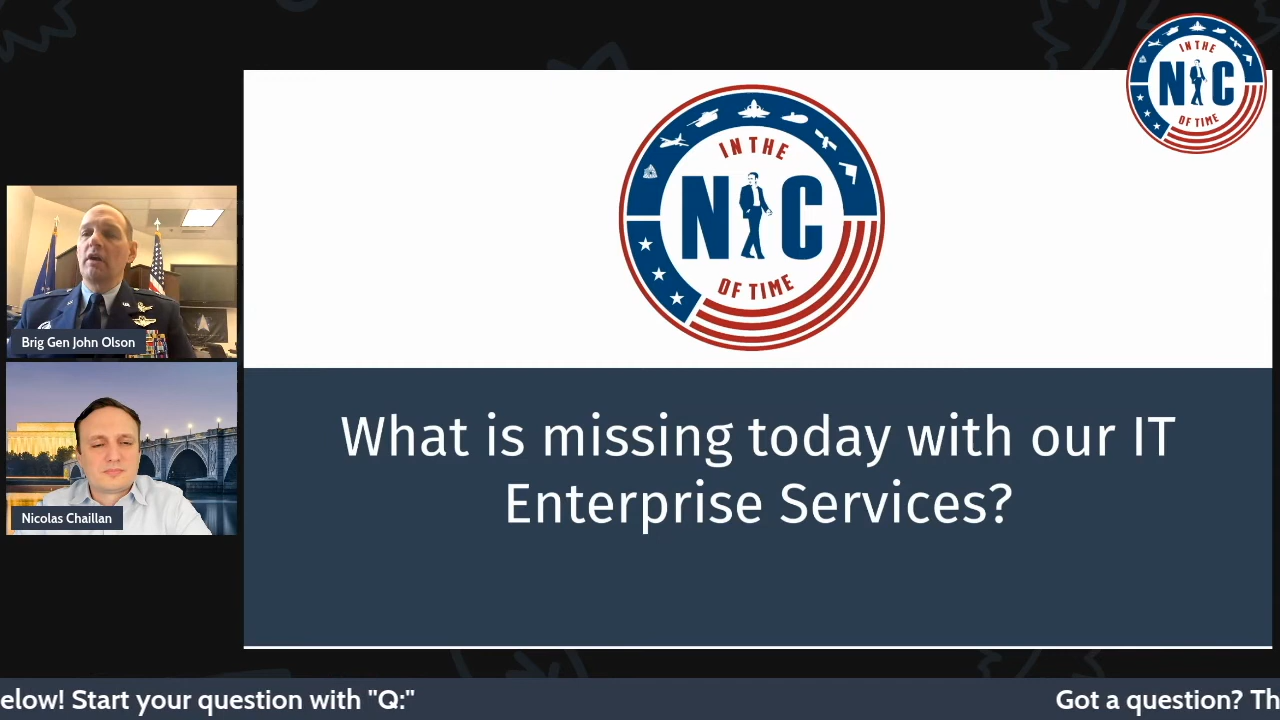 IN THE
NIC
OF TIME
IN THE
NIC
OF TIME
Brig Gen John Olson
Nicolas Chaillan
What is missing today with our IT
Enterprise Services?
elow! Start your question with "Q:"
Got a question? Th